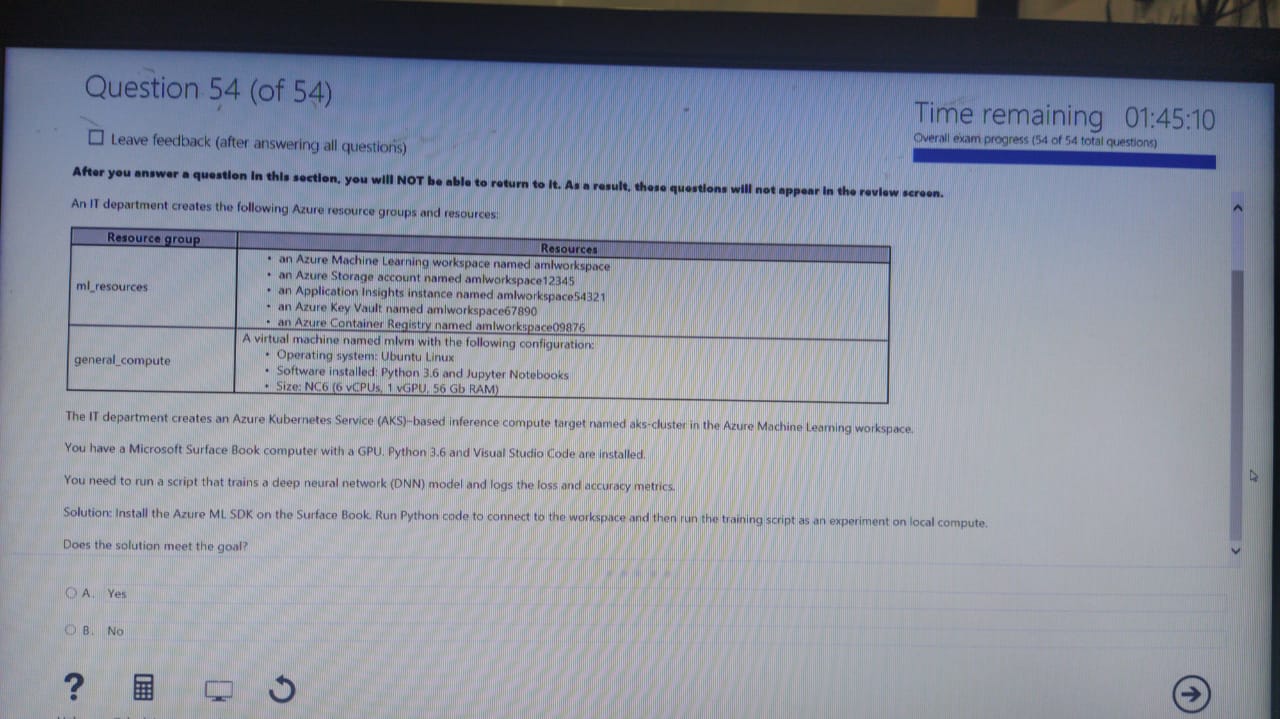 Question 54 (of 54)
Time remaining 01:45:10
Leave feedback (after answering all questions)
Overall exam progress (54 of 54 total questions)
After you answer a question in this section, you will NOT be able to return to it. As a result, these questions will not appear in the review screen.
An IT department creates the following Azure resource groups and resources:
Resource group Resources
ml_resources
• an Azure Machine Learning workspace named amlworkspace
• an Azure Storage account named amlworkspace12345
• an Application Insights instance named amlworkspace54321
• an Azure Key Vault named amlworkspace67890
• an Azure Container Registry named amlworkspace09876
general_compute
A virtual machine named mlvm with the following configuration:
• Operating system: Ubuntu Linux
• Software installed: Python 3.6 and Jupyter Notebooks
• Size: NC6 (6 vCPUs, 1 vGPU, 56 Gb RAM)
The IT department creates an Azure Kubernetes Service (AKS)-based inference compute target named aks-cluster in the Azure Machine Learning workspace.
You have a Microsoft Surface Book computer with a GPU. Python 3.6 and Visual Studio Code are installed.
You need to run a script that trains a deep neural network (DNN) model and logs the loss and accuracy metrics.
Solution: Install the Azure ML SDK on the Surface Book. Run Python code to connect to the workspace and then run the training script as an experiment on local compute.
Does the solution meet the goal?
A. Yes
B. No
?